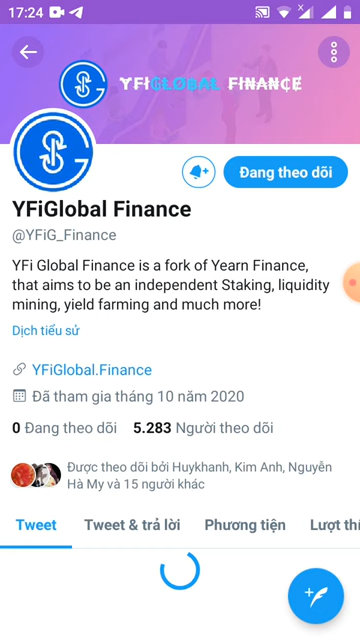 17:24
ɎFłGⱠØ฿₳Ⱡ Fł₦₳₦₵Ɇ
Đang theo dõi
YFiGlobal Finance
@YFiG_Finance
YFi Global Finance is a fork of Yearn Finance,
that aims to be an independent Staking, liquidity
mining, yield farming and much more!
Dịch tiểu sử
YFiGlobal.Finance
Đã tham gia tháng 10 năm 2020
0 Đang theo dõi 5.283 Người theo dõi
Được theo dõi bởi Huykhanh, Kim Anh, Nguyễn
Hà My và 15 người khác
Tweet Tweet & trả lời Phương tiện Lượt thí